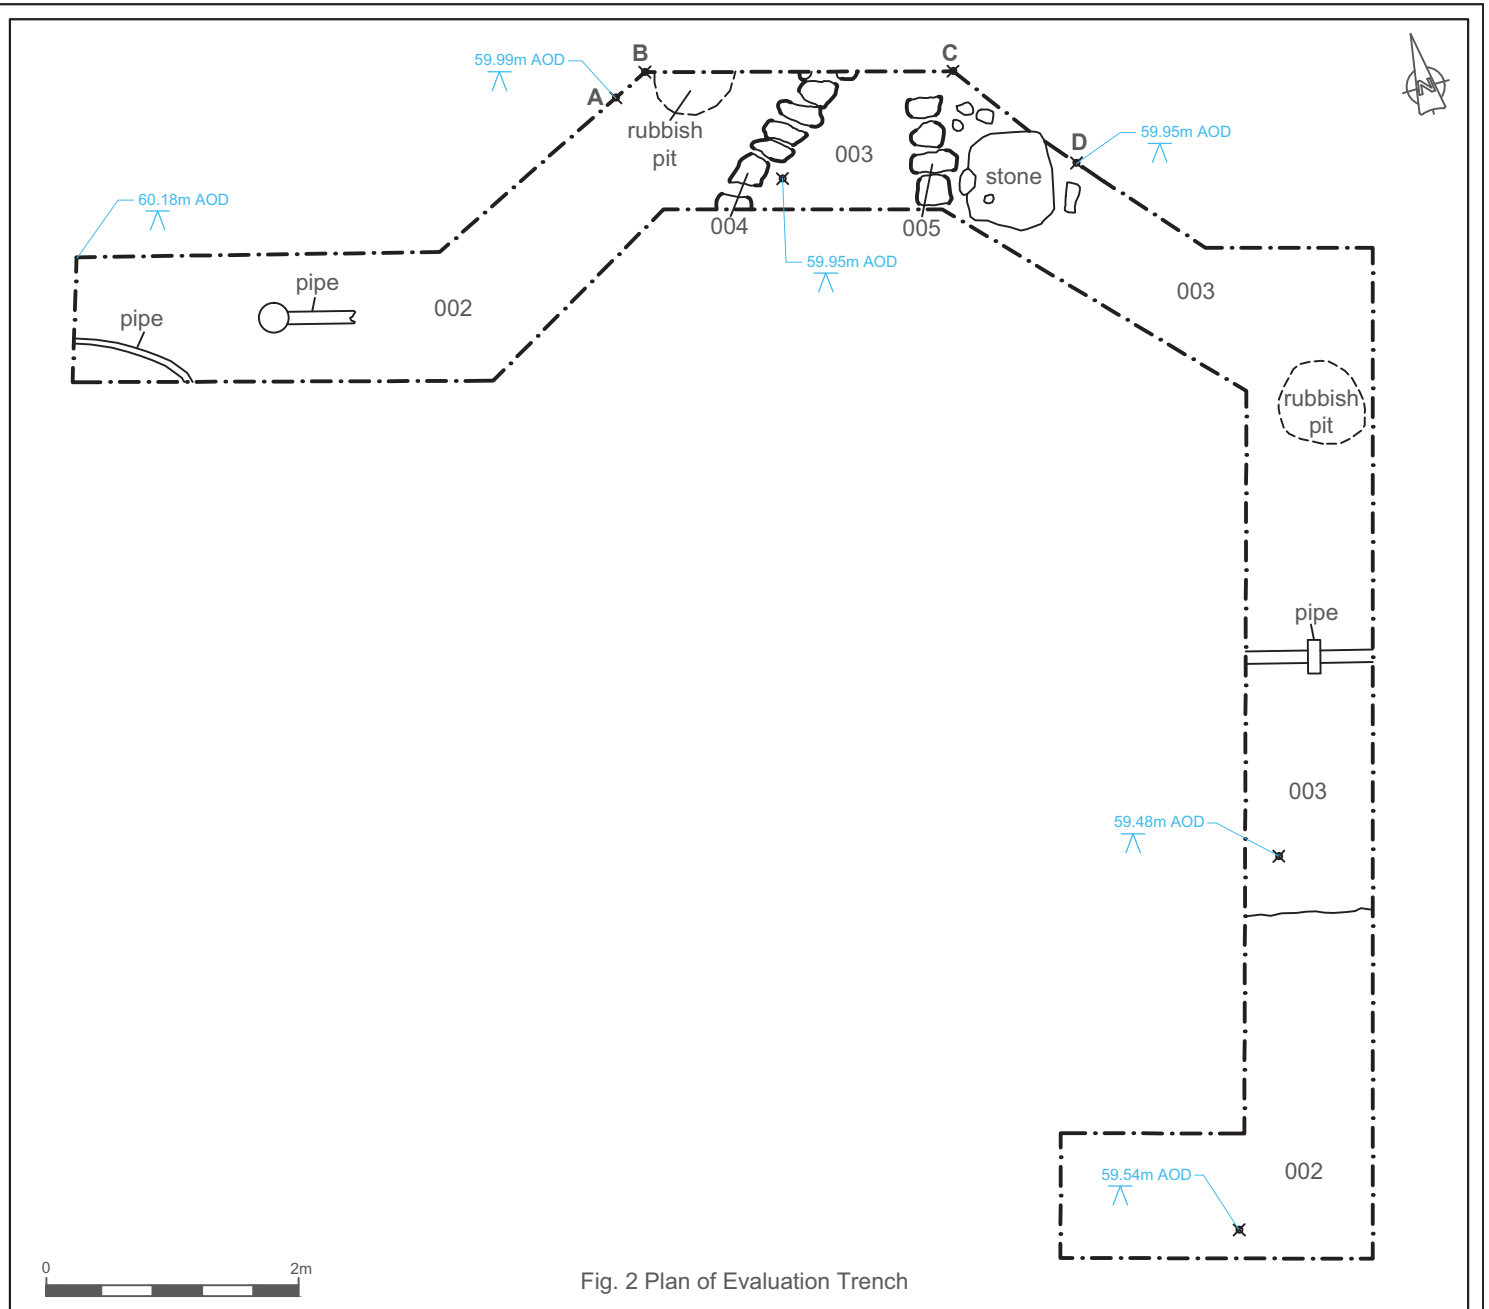 59.99m AOD
B
C
A
N
rubbish
pit
003
D
59.95m AOD
stone
60.18m AOD
004
005
59.95m AOD
pipe
002
pipe
003
rubbish
pit
pipe
003
59.48m AOD
002
59.54m AOD
0
2m
Fig. 2 Plan of Evaluation Trench